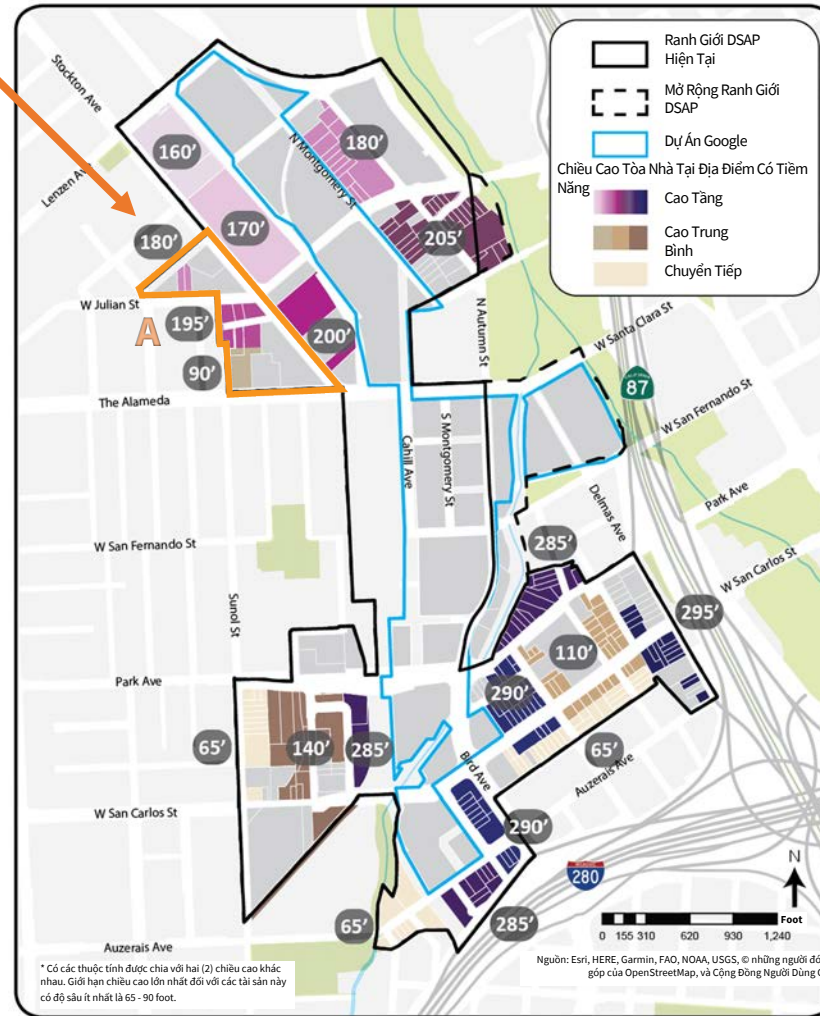 Ranh Giới DSAP
Hiện Tại
Mở Rộng Ranh Giới
DSAP
Dự Án Google
Chiều Cao Tòa Nhà Tại Địa Điểm Có Tiềm
Năng
Cao Tầng
Cao Trung
Bình
Chuyển Tiếp
Stockton Ave
Lenzen Ave
160'
180'
N Montgomery St
170'
205'
180'
W Julian St
A
195'
200'
N Autumn St
W Santa Clara St
90'
The Alameda
87
W San Fernando St
Cahill Ave
S Montgomery St
Delmas Ave
Park Ave
W San Fernando St
285'
W San Carlos St
295'
Sunol St
110'
Park Ave
290'
65'
140'
285'
65'
Bird Ave
Auzerais Ave
W San Carlos St
290'
280
N
65'
285'
Foot
0 155 310 620 930 1,240
Auzerais Ave
* Có các thuộc tính được chia với hai (2) chiều cao khác
nhau. Giới hạn chiều cao lớn nhất đối với các tài sản này
có độ sâu ít nhất là 65 - 90 foot.
Nguồn: Esri, HERE, Garmin, FAO, NOAA, USGS, © những người đó
góp của OpenStreetMap, và Cộng Đồng Người Dùng